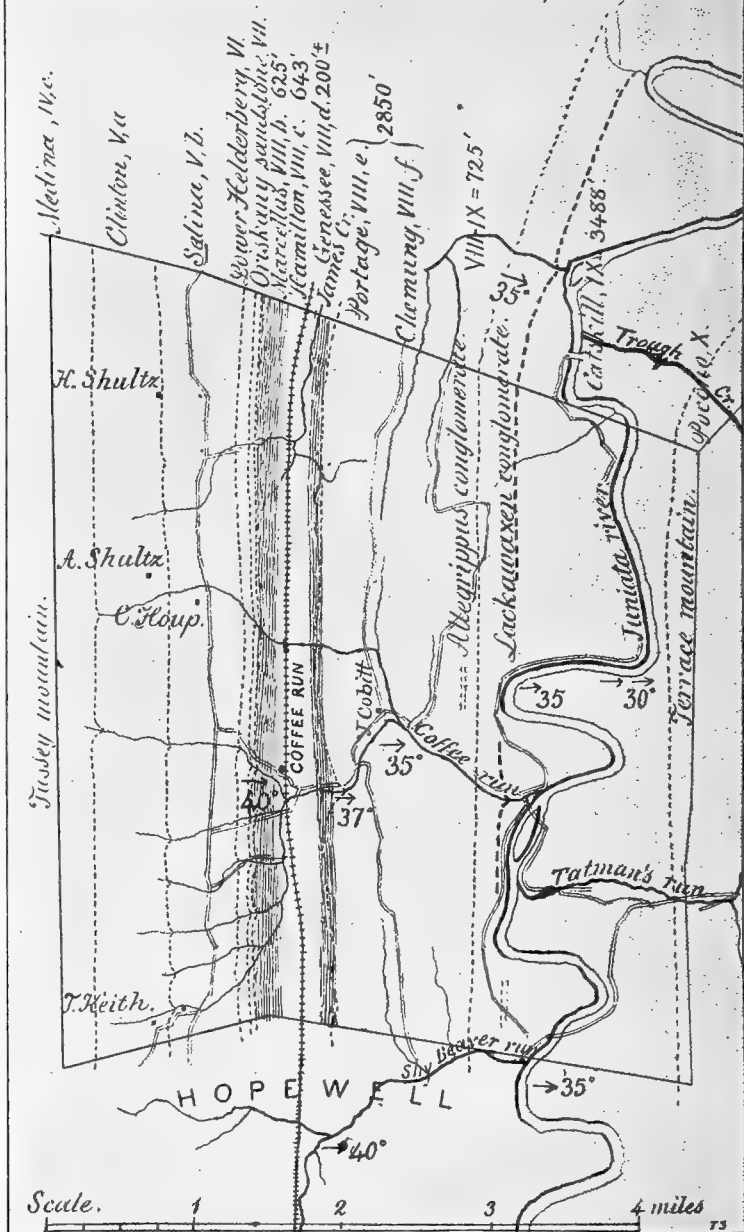 Medina, IV, c.
Clinton, V, a
Salina, V. b.
Lower Helderberg, VI.
Oriskany sandstone, VII.
Marcellus, VIII, b. 625'
Hamilton, VIII, c. 643'
Genessee, VIII, d. 200'±
James Cr.
Portage, VIII, e.
Chemung, VIII, f.
2850'
VIII-IX = 725'
35°
Catskill, IX. 3488'
Trough Cr.
Pocono, X.
H. Shultz
Allegrippus conglomerate.
Lackawaxen conglomerate.
Juniata river
Terrace mountain.
A. Shultz
C. Houp.
Tussey mountain.
COFFEE RUN
J. Cobitt
35
30°
Coffee run
40°
35°
37°
Tatman's run
T. Keith.
Shy Beaver run
HOPEWELL
35°
40°
Scale. 1 2 3 4 miles
TS